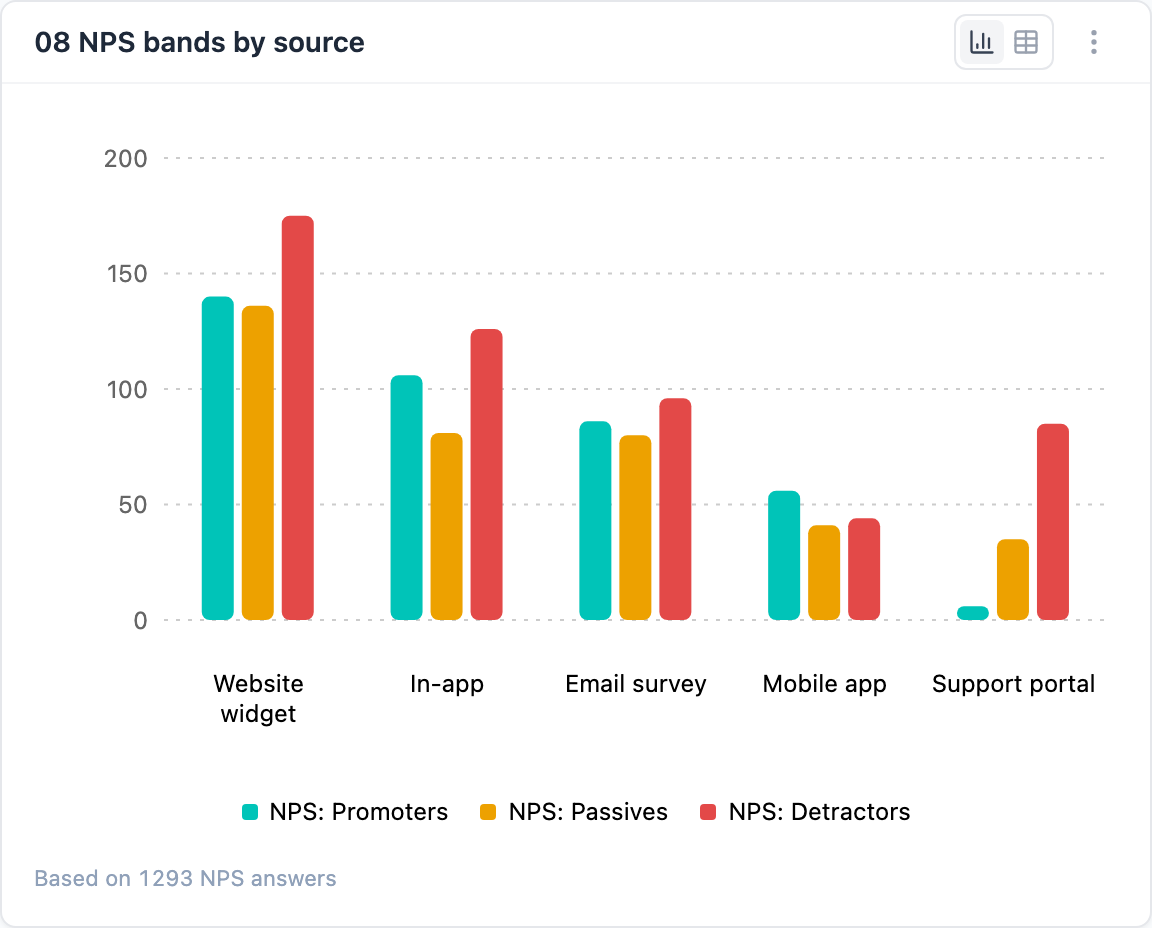 08 NPS bands by source
200
150
100
50
0
Website
widget
In-app
Email survey
Mobile app
Support portal
NPS: Promoters
NPS: Passives
NPS: Detractors
Based on 1293 NPS answers